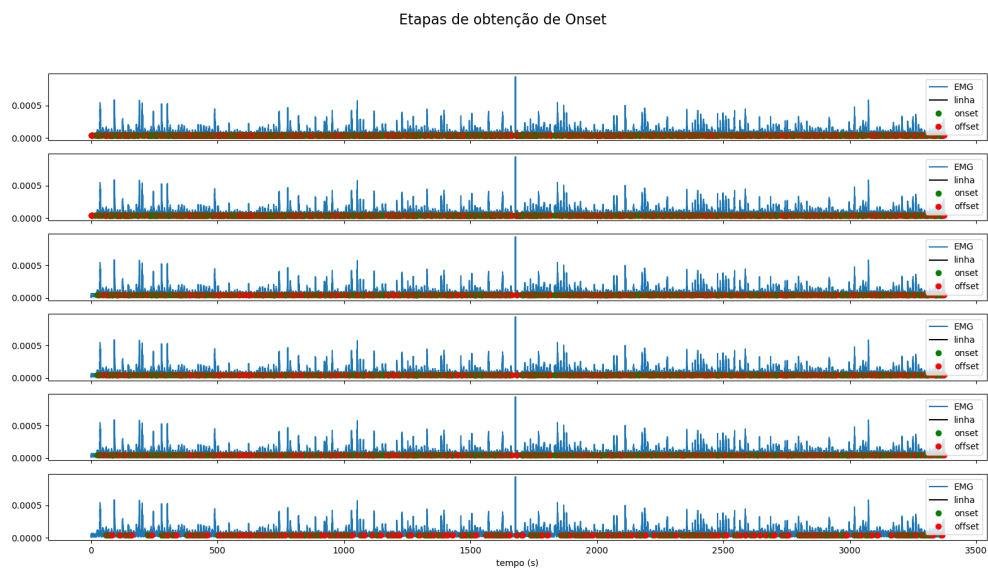 Etapas de obtenção de Onset
0.0005
0.0000
EMG
linha
onset
offset
0.0005
0.0000
EMG
linha
onset
offset
0.0005
0.0000
EMG
linha
onset
offset
0.0005
0.0000
EMG
linha
onset
offset
0.0005
0.0000
EMG
linha
onset
offset
0.0005
0.0000
EMG
linha
onset
offset
0 500 1000 1500 2000 2500 3000 3500
tempo (s)